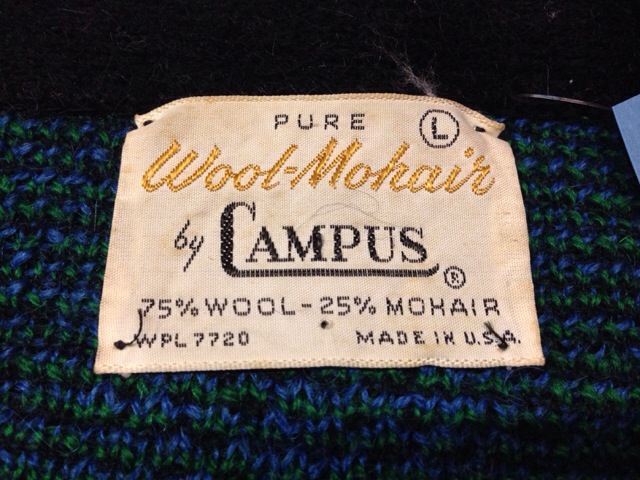 PURE L
Wool-Mohair
by CAMPUS ®
75% WOOL-25% MOHAIR
WPL 7720 MADE IN U.S.A.